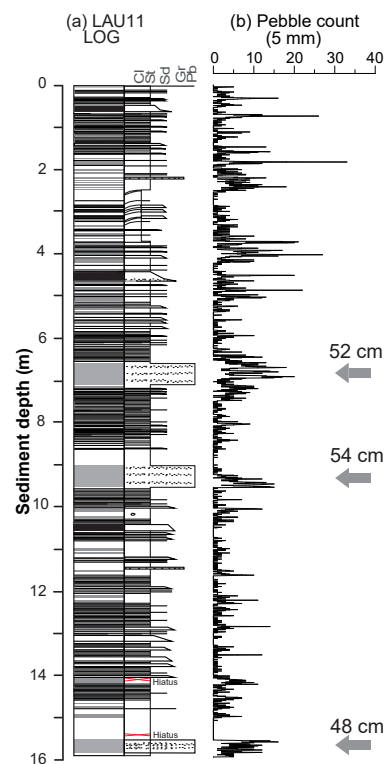 (a) LAU11
LOG
(b) Pebble count
(5 mm)
Cl
St
Sd
Gr
Pb
0 10 20 30 40
Sediment depth (m)
0
2
4
6
8
10
12
14
16
52 cm
54 cm
48 cm
Hiatus
Hiatus